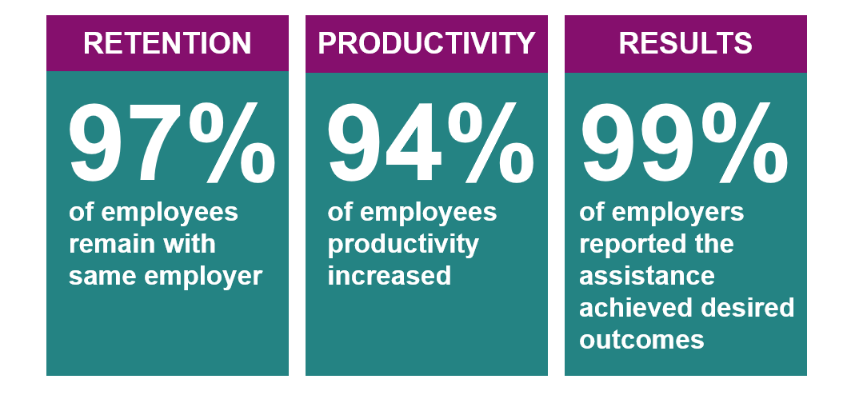 RETENTION
97%
of employees
remain with
same employer
PRODUCTIVITY
94%
of employees
productivity
increased
RESULTS
99%
of employers
reported the
assistance
achieved desired
outcomes